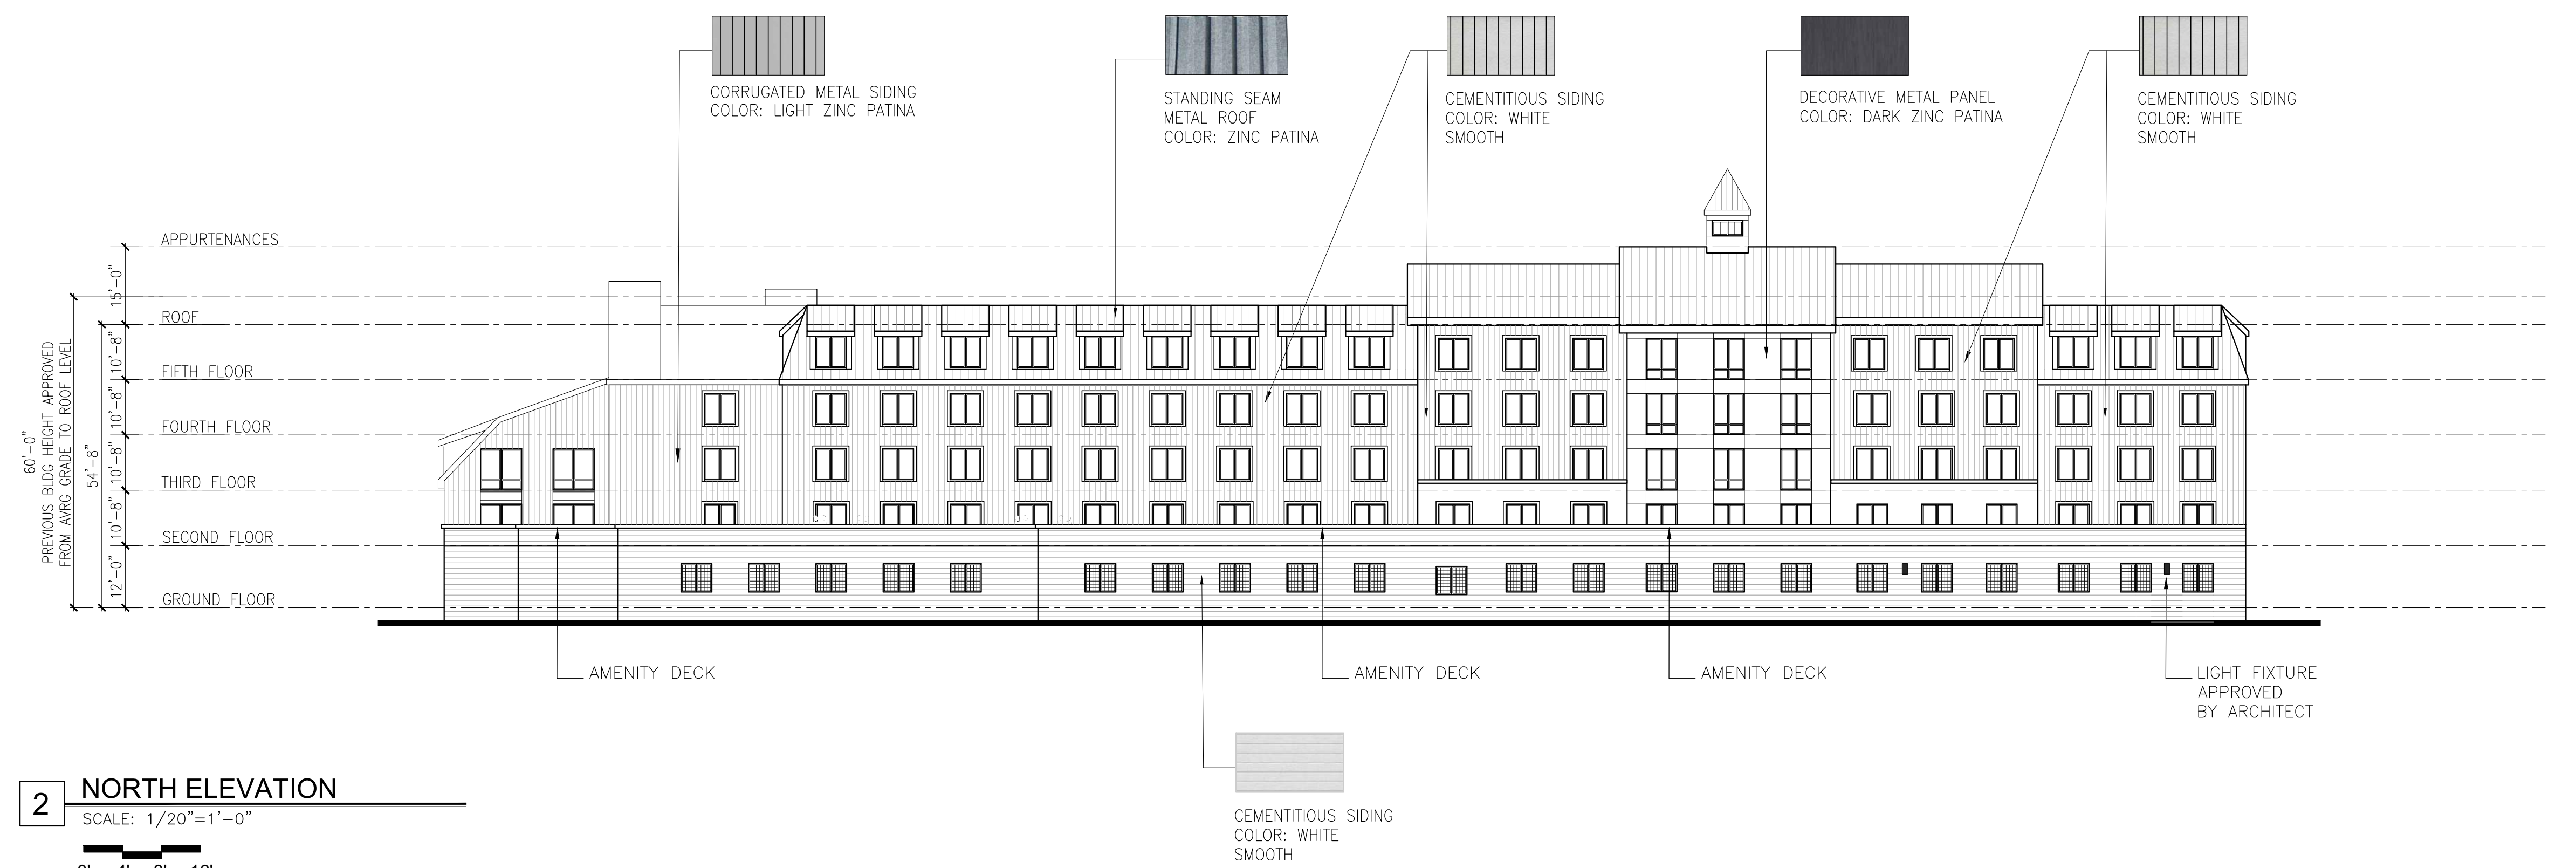 CORRUGATED METAL SIDING
COLOR: LIGHT ZINC PATINA
STANDING SEAM
METAL ROOF
COLOR: ZINC PATINA
CEMENTITIOUS SIDING
COLOR: WHITE
SMOOTH
DECORATIVE METAL PANEL
COLOR: DARK ZINC PATINA
CEMENTITIOUS SIDING
COLOR: WHITE
SMOOTH
APPURTENANCES
15'-0"
ROOF
10'-8"
FIFTH FLOOR
10'-8"
FOURTH FLOOR
10'-8"
THIRD FLOOR
10'-8"
SECOND FLOOR
12'-0"
GROUND FLOOR
54'-8"
60'-0"
PREVIOUS BLDG HEIGHT APPROVED
FROM AVRG GRADE TO ROOF LEVEL
AMENITY DECK
AMENITY DECK
AMENITY DECK
LIGHT FIXTURE
APPROVED
BY ARCHITECT
CEMENTITIOUS SIDING
COLOR: WHITE
SMOOTH
2
NORTH ELEVATION
SCALE: 1/20"=1'-0"